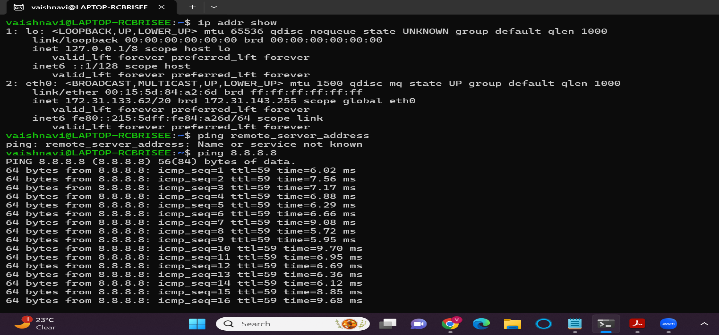 vaishnavi@LAPTOP-RCBRISEE: ~
vaishnavi@LAPTOP-RCBRISEE:~$ ip addr show
1: lo: <LOOPBACK,UP,LOWER_UP> mtu 65536 qdisc noqueue state UNKNOWN group default qlen 1000
link/loopback 00:00:00:00:00:00 brd 00:00:00:00:00:00
inet 127.0.0.1/8 scope host lo
valid_lft forever preferred_lft forever
inet6 ::1/128 scope host
valid_lft forever preferred_lft forever
2: eth0: <BROADCAST,MULTICAST,UP,LOWER_UP> mtu 1500 qdisc mq state UP group default qlen 1000
link/ether 00:15:5d:84:a2:6d brd ff:ff:ff:ff:ff:ff
inet 172.31.133.62/20 brd 172.31.143.255 scope global eth0
valid_lft forever preferred_lft forever
inet6 fe80::215:5dff:fe84:a26d/64 scope link
valid_lft forever preferred_lft forever
vaishnavi@LAPTOP-RCBRISEE:~$ ping remote_server_address
ping: remote_server_address: Name or service not known
vaishnavi@LAPTOP-RCBRISEE:~$ ping 8.8.8.8
PING 8.8.8.8 (8.8.8.8) 56(84) bytes of data.
64 bytes from 8.8.8.8: icmp_seq=1 ttl=59 time=6.02 ms
64 bytes from 8.8.8.8: icmp_seq=2 ttl=59 time=7.56 ms
64 bytes from 8.8.8.8: icmp_seq=3 ttl=59 time=7.17 ms
64 bytes from 8.8.8.8: icmp_seq=4 ttl=59 time=6.88 ms
64 bytes from 8.8.8.8: icmp_seq=5 ttl=59 time=6.29 ms
64 bytes from 8.8.8.8: icmp_seq=6 ttl=59 time=6.66 ms
64 bytes from 8.8.8.8: icmp_seq=7 ttl=59 time=9.08 ms
64 bytes from 8.8.8.8: icmp_seq=8 ttl=59 time=5.72 ms
64 bytes from 8.8.8.8: icmp_seq=9 ttl=59 time=5.95 ms
64 bytes from 8.8.8.8: icmp_seq=10 ttl=59 time=9.70 ms
64 bytes from 8.8.8.8: icmp_seq=11 ttl=59 time=6.95 ms
64 bytes from 8.8.8.8: icmp_seq=12 ttl=59 time=6.69 ms
64 bytes from 8.8.8.8: icmp_seq=13 ttl=59 time=6.36 ms
64 bytes from 8.8.8.8: icmp_seq=14 ttl=59 time=6.12 ms
64 bytes from 8.8.8.8: icmp_seq=15 ttl=59 time=8.85 ms
64 bytes from 8.8.8.8: icmp_seq=16 ttl=59 time=9.68 ms
23°C
Clear
Search